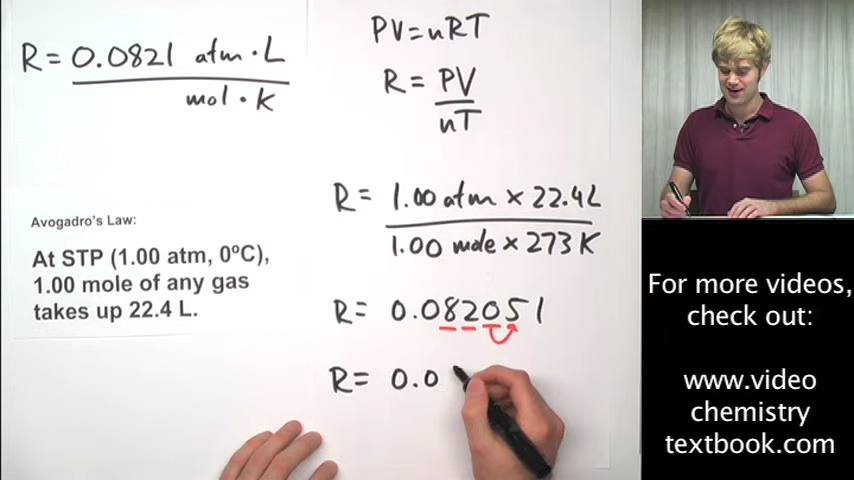 R = 0.0821 atm · L
mol · K
PV = nRT
R = PV
nT
R = 1.00 atm × 22.4 L
1.00 mole × 273 K
Avogadro's Law:
At STP (1.00 atm, 0ºC),
1.00 mole of any gas
takes up 22.4 L.
R = 0.082051
R = 0.0
For more videos,
check out:
www.video
chemistry
textbook.com